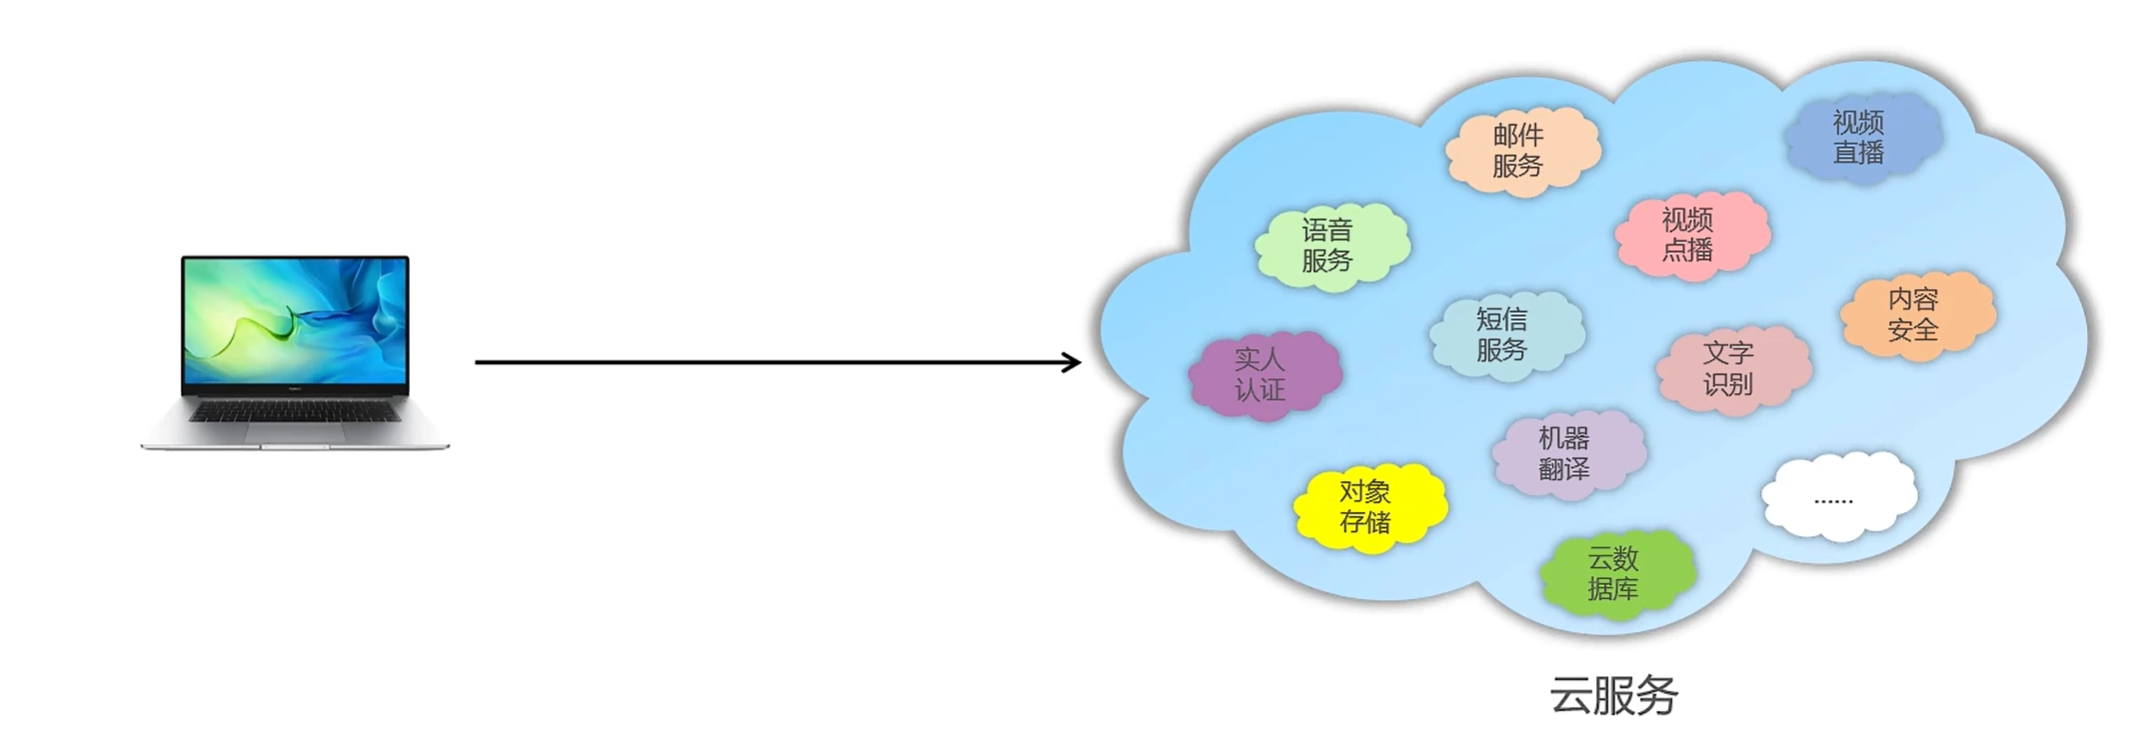 邮件
服务
视频
直播
语音
服务
视频
点播
实人
认证
短信
服务
文字
识别
内容
安全
对象
存储
机器
翻译
云数
据库
......
云服务